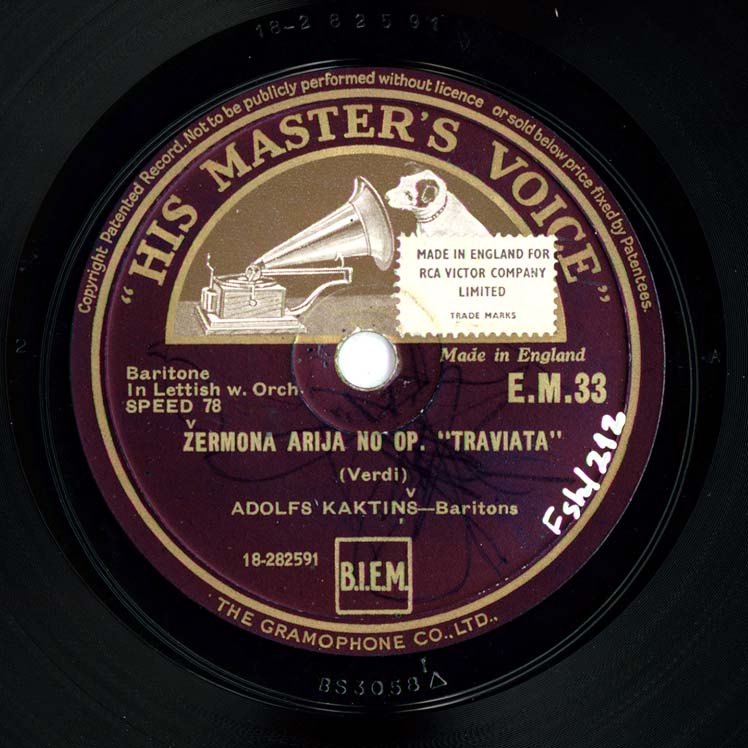 18-282591
Copyright Patented Record. Not to be publicly performed without licence or sold below price fixed by Patentees.
"HIS MASTER'S VOICE"
MADE IN ENGLAND FOR
RCA VICTOR COMPANY
LIMITED
TRADE MARKS
Made in England
Baritone
In Lettish w. Orch.
SPEED 78
E.M.33
ŽERMONA ARIJA NO OP. "TRAVIATA"
(Verdi)
ADOLFS KAKTIŅŠ—Baritons
18-282591
B.I.E.M.
THE GRAMOPHONE CO., LTD.,
BS3058
2
A